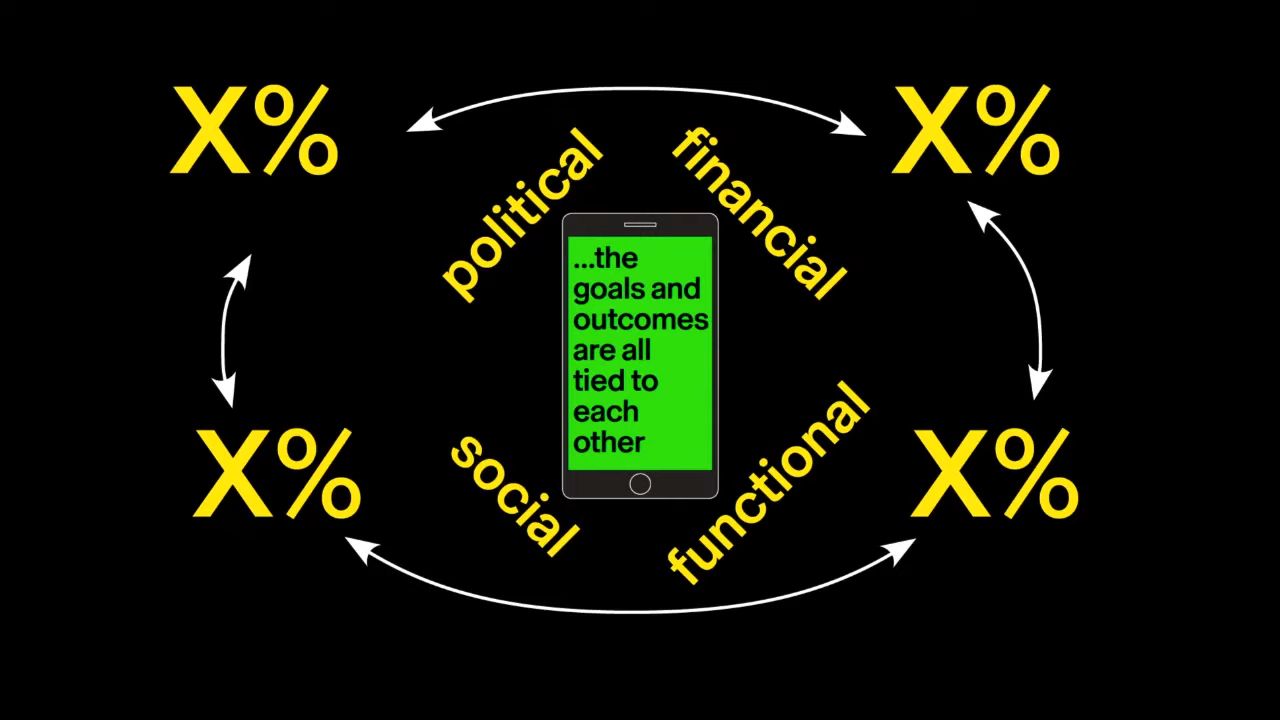 X%
X%
political
financial
...the
goals and
outcomes
are all
tied to
each
other
social
functional
X%
X%